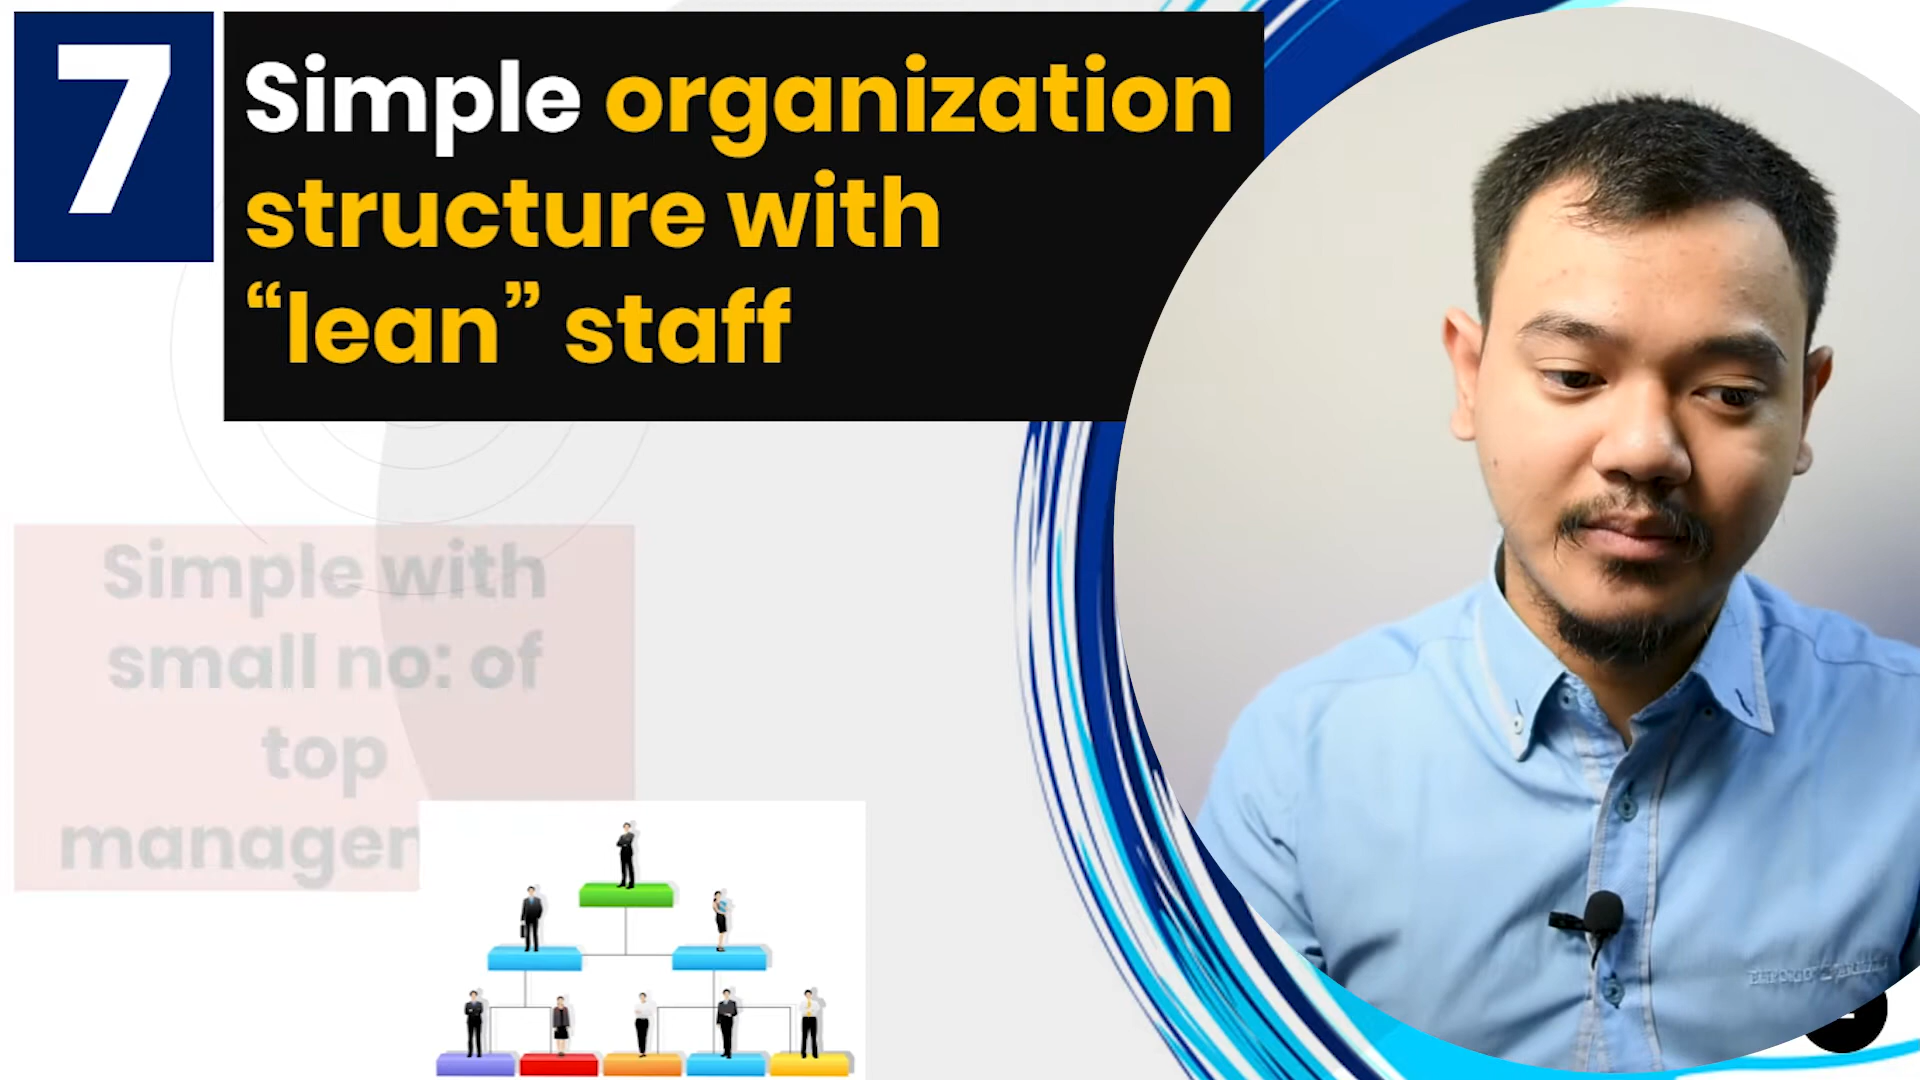 7
Simple organization
structure with
“lean” staff
Simple with
small no: of
top
manager